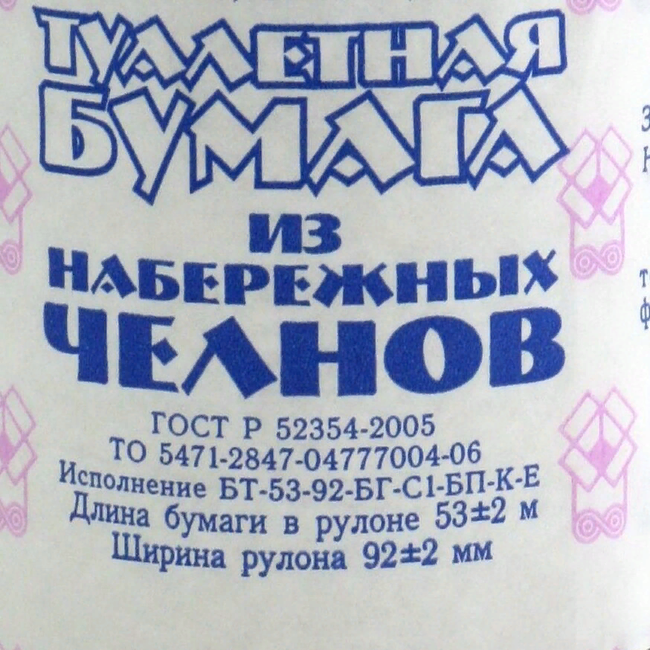 ТУАЛЕТНАЯ
БУМАГА
ИЗ
НАБЕРЕЖНЫХ
ЧЕЛНОВ
ГОСТ Р 52354-2005
ТО 5471-2847-04777004-06
Исполнение БТ-53-92-БГ-С1-БП-К-Е
Длина бумаги в рулоне 53±2 м
Ширина рулона 92±2 мм